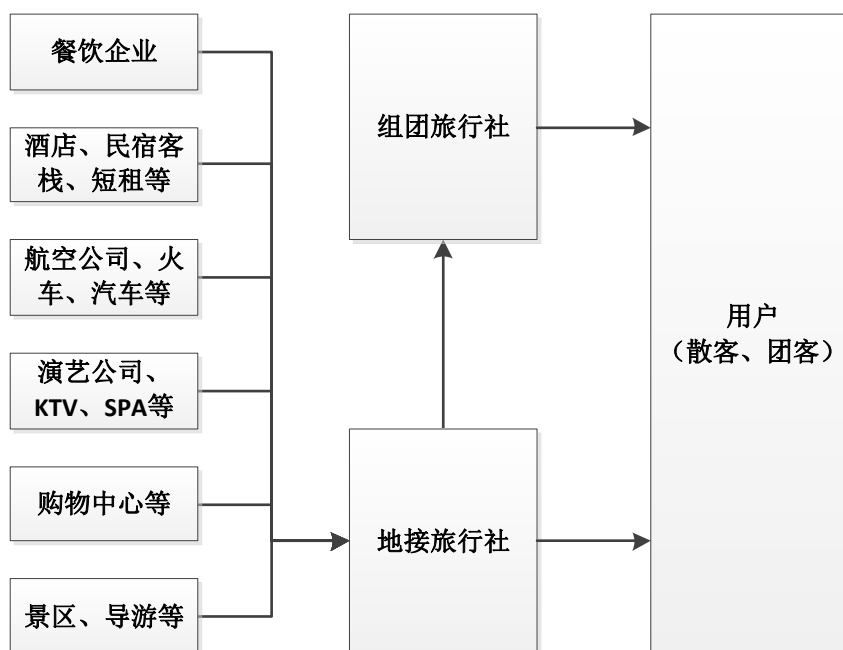 餐饮企业
酒店、民宿客
栈、短租等
航空公司、火
车、汽车等
演艺公司、
KTV、SPA等
购物中心等
景区、导游等
组团旅行社
地接旅行社
用户
（散客、团客）